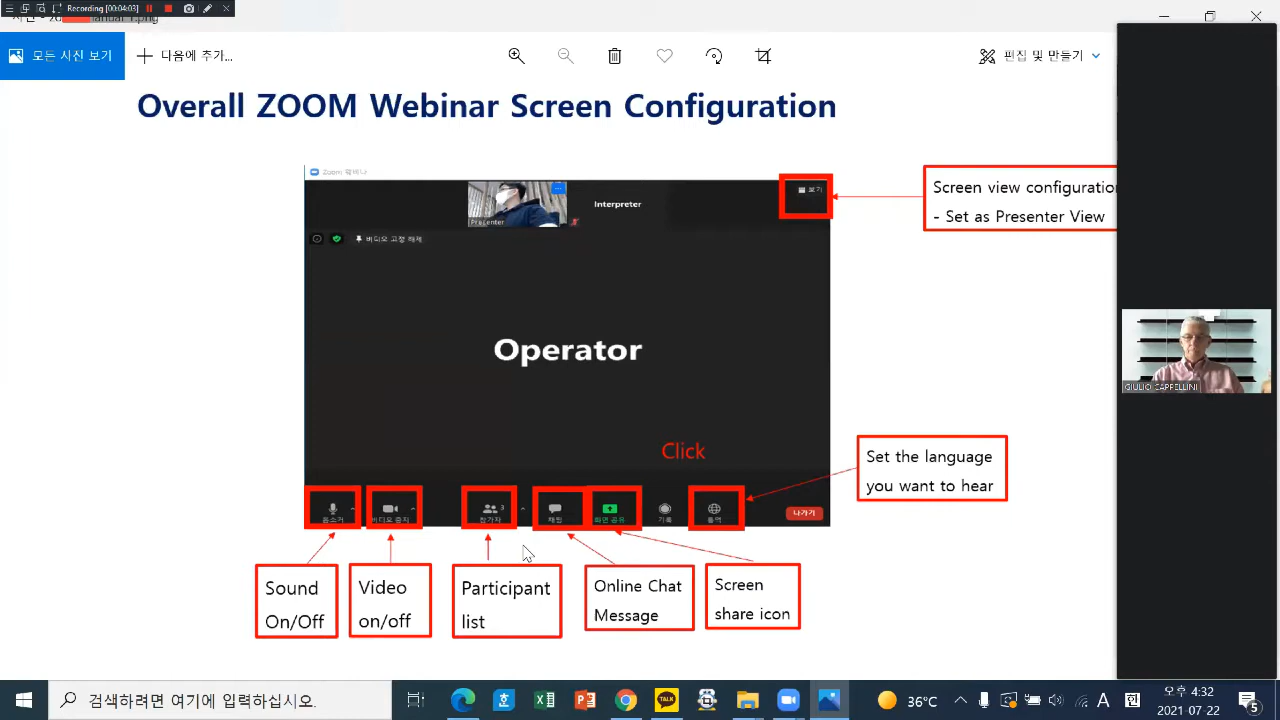 Recording [00:04:03]
모든 사진 보기
다음에 추가...
편집 및 만들기
Overall ZOOM Webinar Screen Configuration
Zoom 웨비나
보기
Presenter
Interpreter
비디오 고정 해제
Screen view configuration
- Set as Presenter View
Operator
GIULIO CAPPELLINI
Click
Set the language
you want to hear
음소거
비디오 중지
3
참가자
채팅
화면 공유
기록
통역
나가기
Sound
On/Off
Video
on/off
Participant
list
Online Chat
Message
Screen
share icon
검색하려면 여기에 입력하십시오.
TALK
36°C
A
한
오후 4:32
2021-07-22
5